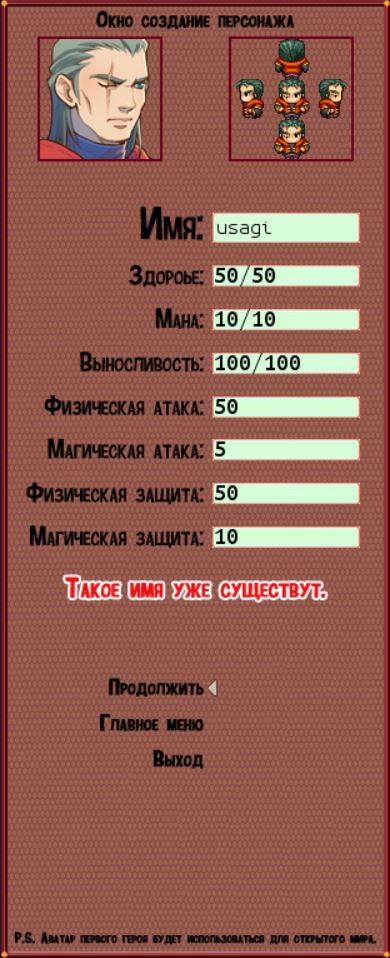 Окно создание персонажа
Имя: usagi
Здороье: 50/50
Мана: 10/10
Выносливость: 100/100
Физическая атака: 50
Магическая атака: 5
Физическая защита: 50
Магическая защита: 10
Такое имя уже существут.
Продолжить
Главное меню
Выход
P.S. Аватар первого героя будет использоваться для открытого мира.